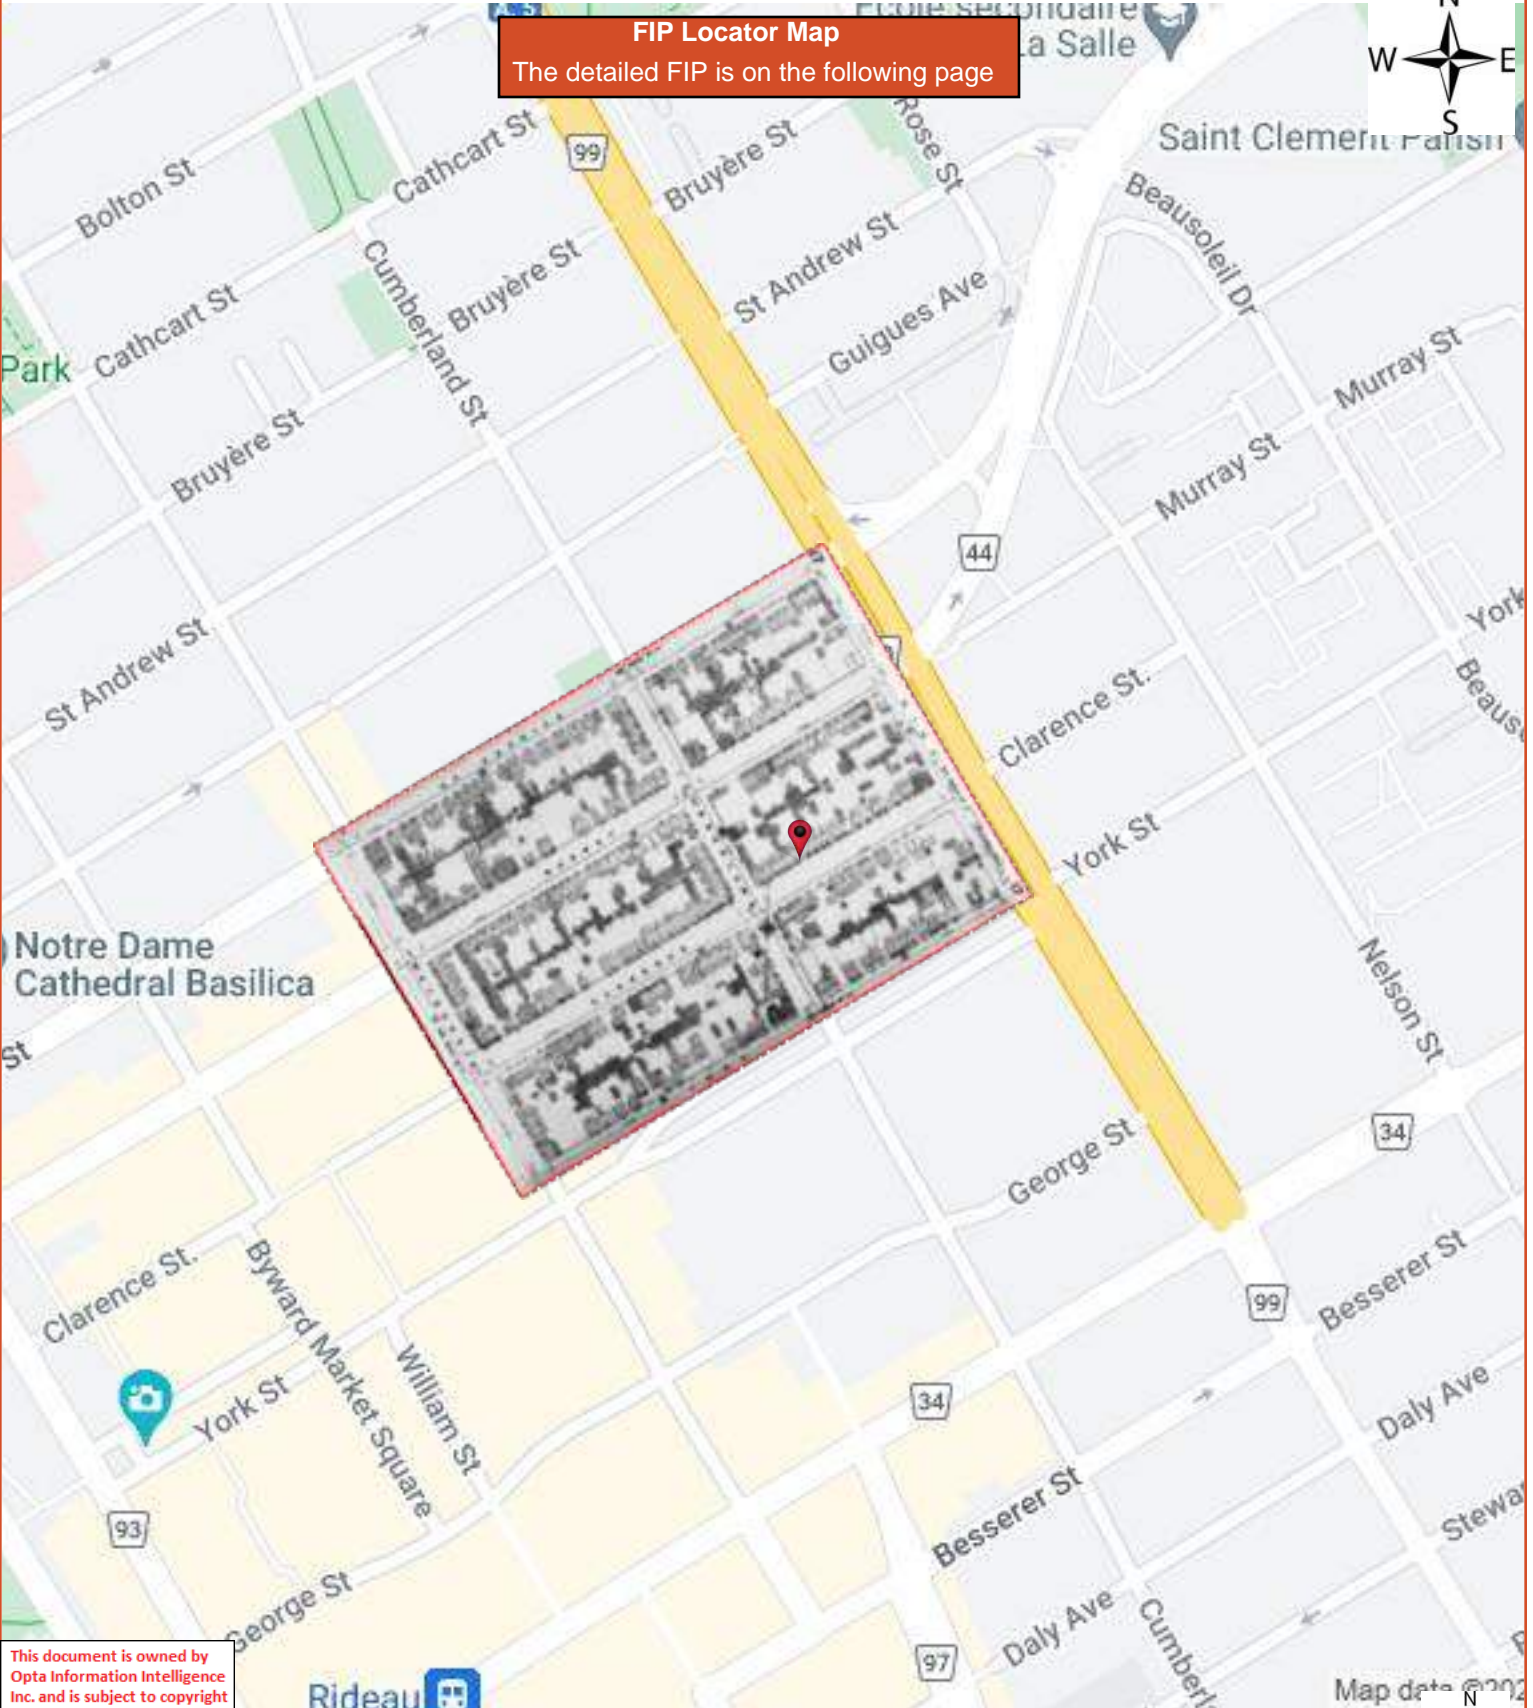 N
FIP Locator Map
The detailed FIP is on the following page
École secondaire
La Salle
W
E
S
Saint Clement Parish
99
Cathcart St
Bruyère St
Rose St
Bolton St
Beausoleil Dr
Cumberland St
Bruyère St
St Andrew St
Guigues Ave
Cathcart St
Park
Murray St
Bruyère St
Murray St
44
St Andrew St
York
Clarence St.
York St
Notre Dame
Cathedral Basilica
Nelson St
St
George St
34
Clarence St.
Byward Market Square
William St
York St
99
Besserer St
34
Daly Ave
93
Besserer St
George St
Daly Ave
97
Rideau
This document is owned by
Opta Information Intelligence
Inc. and is subject to copyright
N